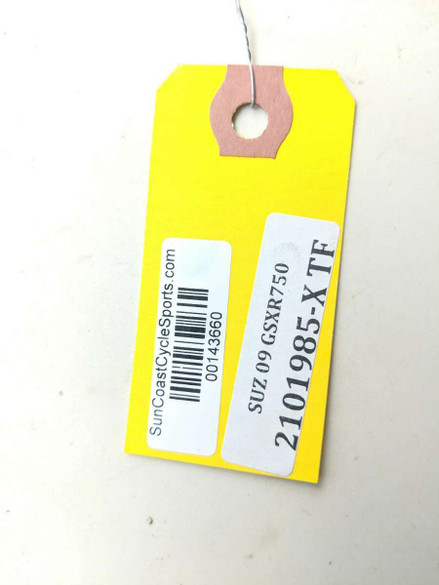 SunCoastCycleSports.com
00143660
SUZ 09 GSXR750
2101985-X TF